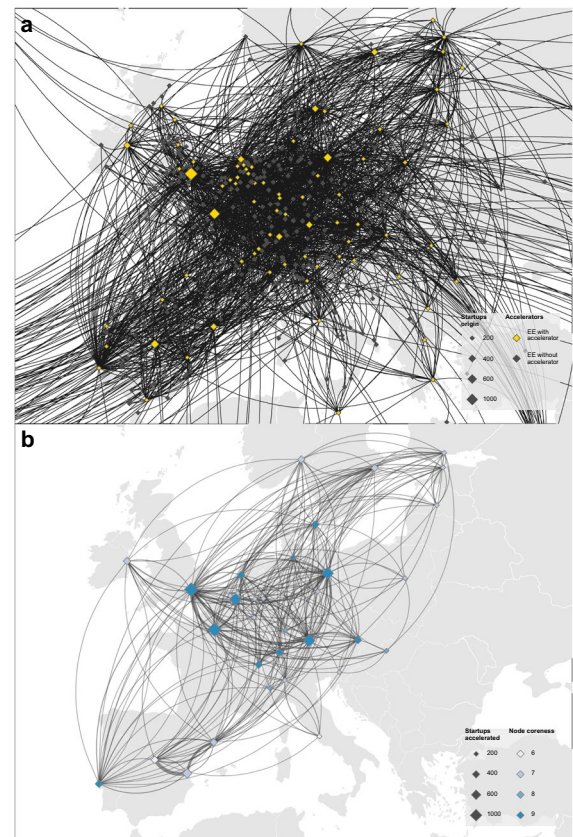 a
Startups origin
Accelerators
200
EE with accelerator
400
EE without accelerator
600
1000
b
Startups accelerated
Node coreness
200
6
400
7
600
8
1000
9